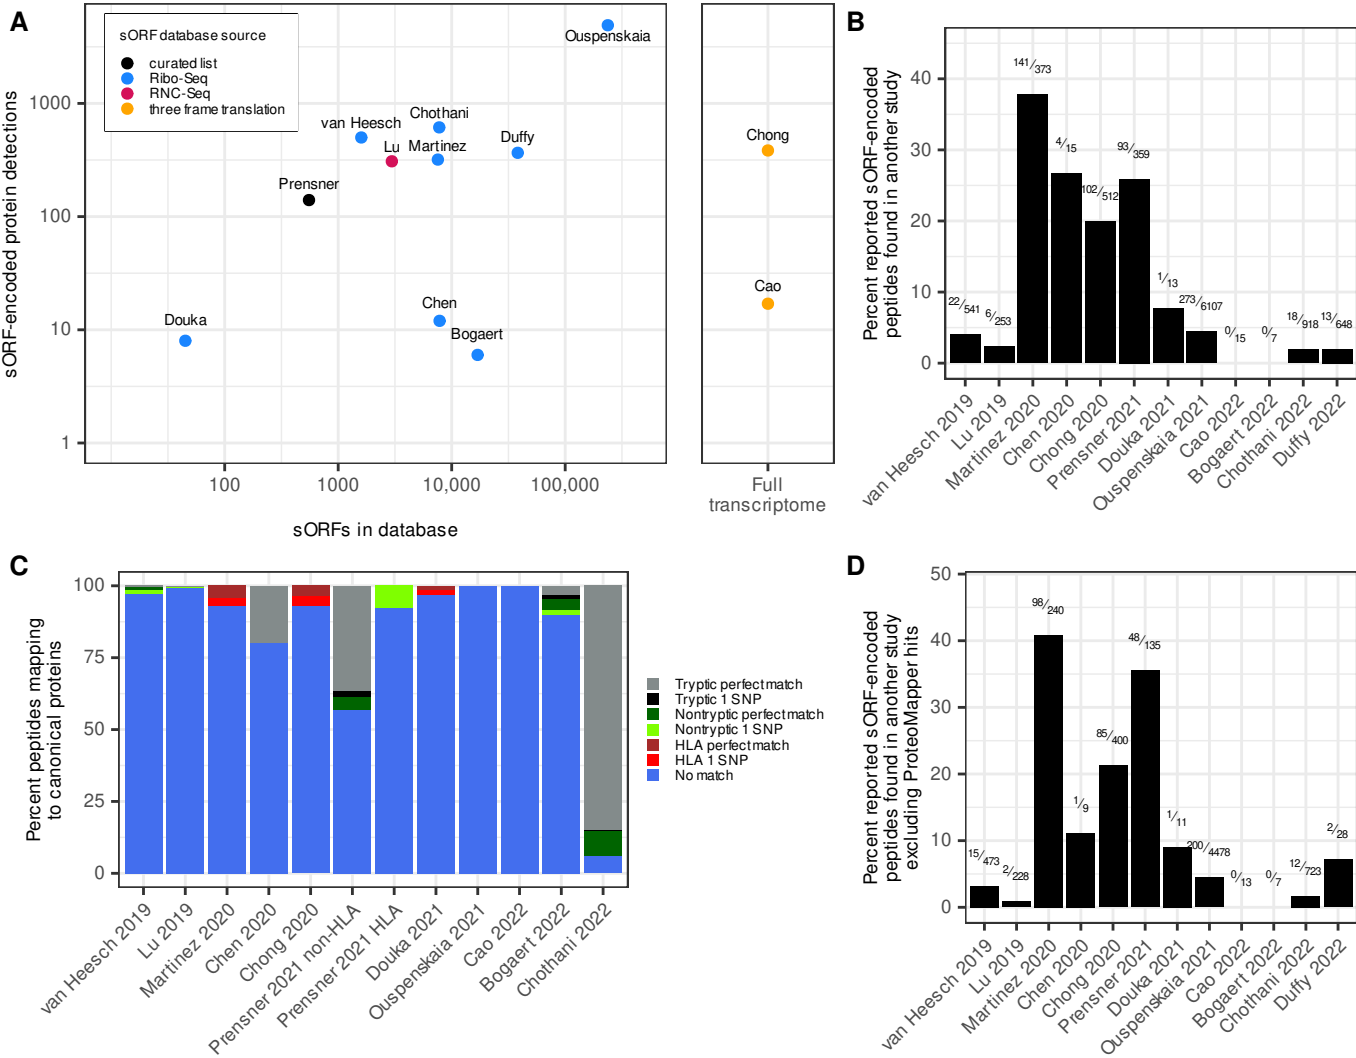 A
sORF-encoded protein detections
1000
100
10
1
sORF database source
curated list
Ribo-Seq
RNC-Seq
three frame translation
Ouspenskaia
Chothani
van Heesch
Duffy
Lu
Martinez
Prensner
Chen
Douka
Bogaert
Chong
Cao
100
1000
10,000
100,000
Full
transcriptome
sORFs in database
B
Percent reported sORF-encoded
peptides found in another study
40
30
20
10
0
22/541
6/253
141/373
4/15
102/512
93/359
1/13
273/6107
0/15
0/7
18/918
13/648
van Heesch 2019
Lu 2019
Martinez 2020
Chen 2020
Chong 2020
Prensner 2021
Douka 2021
Ouspenskaia 2021
Cao 2022
Bogaert 2022
Chothani 2022
Duffy 2022
C
Percent peptides mapping
to canonical proteins
100
75
50
25
0
van Heesch 2019
Lu 2019
Martinez 2020
Chen 2020
Chong 2020
Prensner 2021 non-HLA
Prensner 2021 HLA
Douka 2021
Ouspenskaia 2021
Cao 2022
Bogaert 2022
Chothani 2022
Tryptic perfect match
Tryptic 1 SNP
Nontryptic perfect match
Nontryptic 1 SNP
HLA perfect match
HLA 1 SNP
No match
D
Percent reported sORF-encoded
peptides found in another study
excluding ProteoMapper hits
50
40
30
20
10
0
15/473
2/228
98/240
1/9
85/400
48/135
1/11
200/4478
0/13
0/7
12/723
2/28
van Heesch 2019
Lu 2019
Martinez 2020
Chen 2020
Chong 2020
Prensner 2021
Douka 2021
Ouspenskaia 2021
Cao 2022
Bogaert 2022
Chothani 2022
Duffy 2022